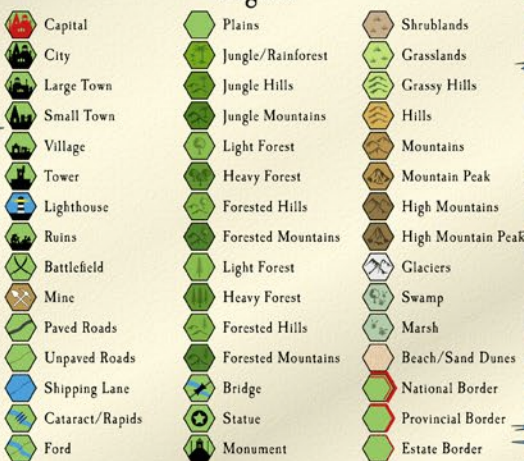 Capital
City
Large Town
Small Town
Village
Tower
Lighthouse
Ruins
Battlefield
Mine
Paved Roads
Unpaved Roads
Shipping Lane
Cataract/Rapids
Ford
Plains
Jungle/Rainforest
Jungle Hills
Jungle Mountains
Light Forest
Heavy Forest
Forested Hills
Forested Mountains
Light Forest
Heavy Forest
Forested Hills
Forested Mountains
Bridge
Statue
Monument
Shrublands
Grasslands
Grassy Hills
Hills
Mountains
Mountain Peak
High Mountains
High Mountain Peak
Glaciers
Swamp
Marsh
Beach/Sand Dunes
National Border
Provincial Border
Estate Border